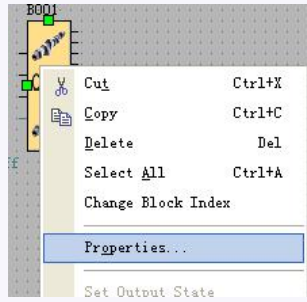 B001
Cut Ctrl+X
Copy Ctrl+C
Delete Del
Select All Ctrl+A
Change Block Index
Properties...
Set Output State